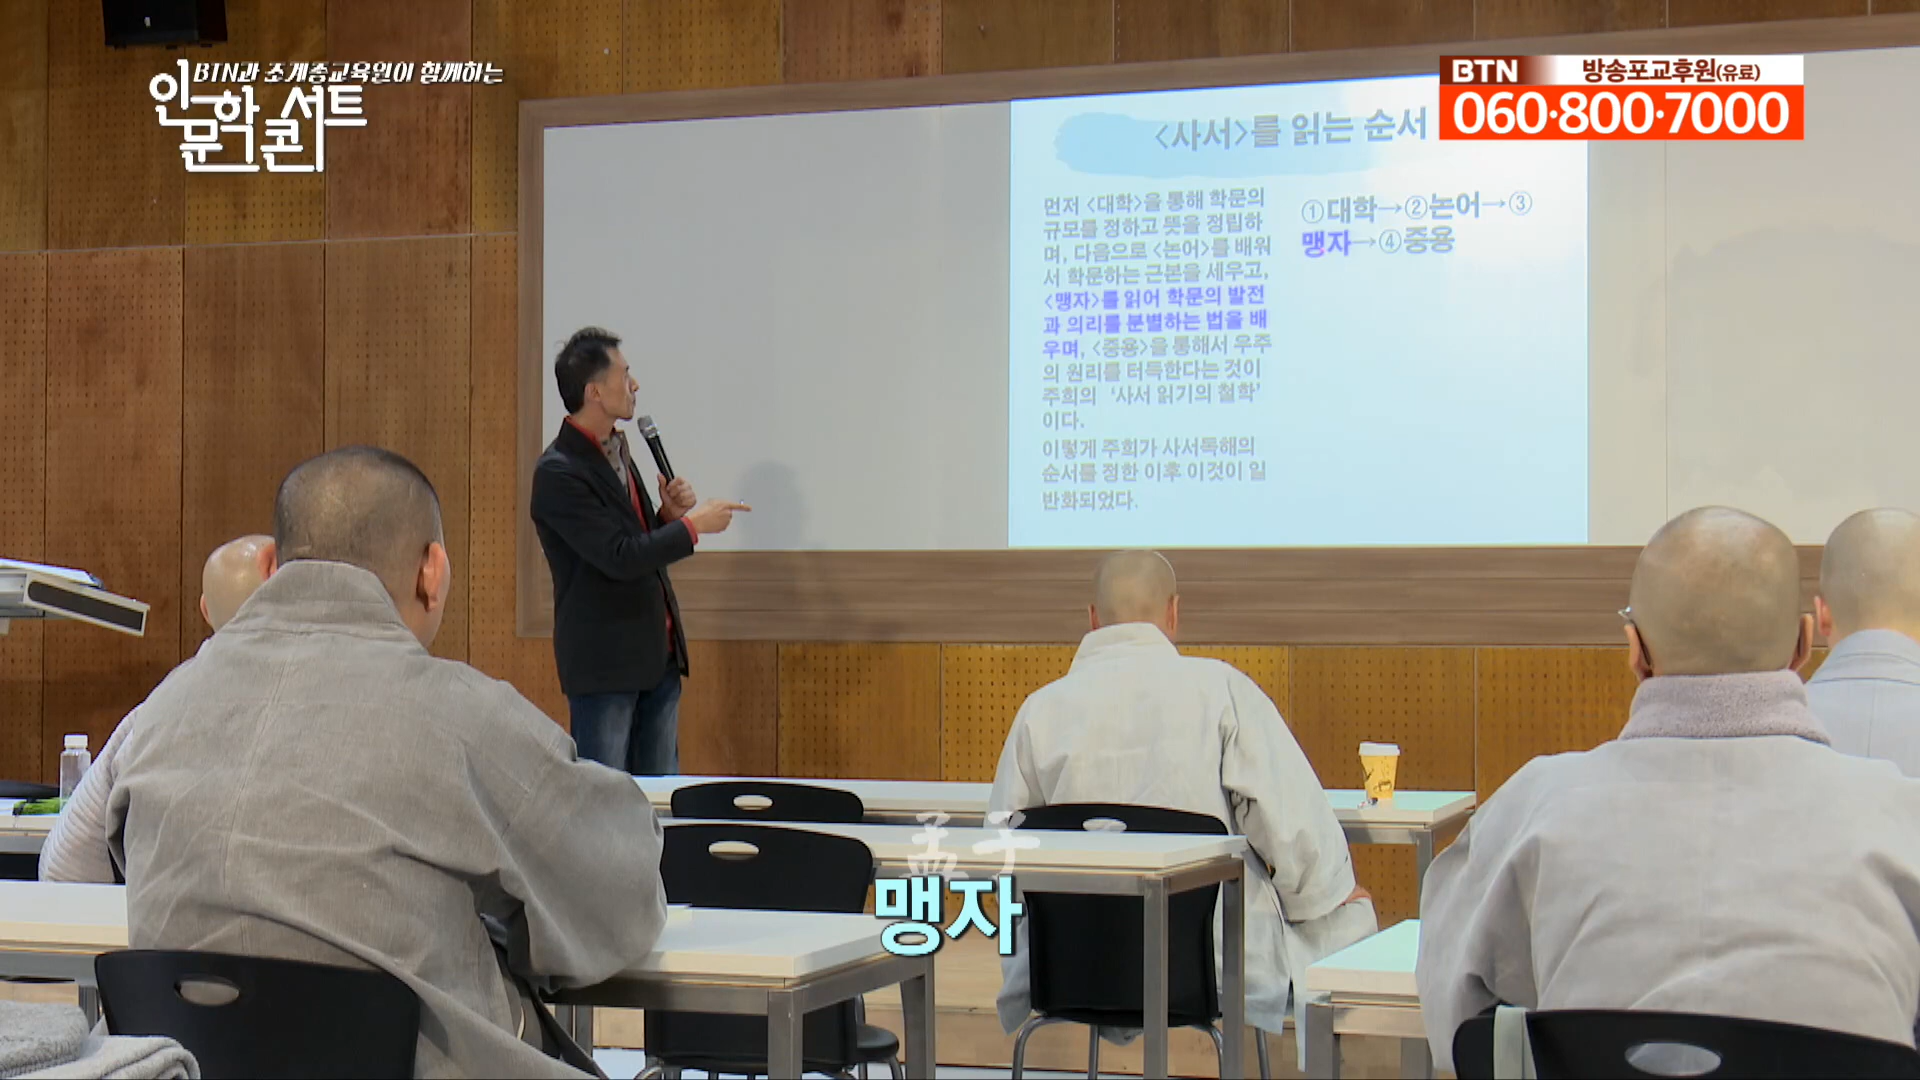 BTN과 조계종교육원이 함께하는
인문학 콘서트
BTN 방송포교후원(유료)
060·800·7000
<사서>를 읽는 순서
먼저 <대학>을 통해 학문의
규모를 정하고 뜻을 정립하
며, 다음으로 <논어>를 배워
서 학문하는 근본을 세우고,
<맹자>를 읽어 학문의 발전
과 의리를 분별하는 법을 배
우며, <중용>을 통해서 우주
의 원리를 터득한다는 것이
주희의 '사서 읽기의 철학'
이다.
이렇게 주희가 사서독해의
순서를 정한 이후 이것이 일
반화되었다.
①대학→②논어→③
맹자→④중용
孟子
맹자